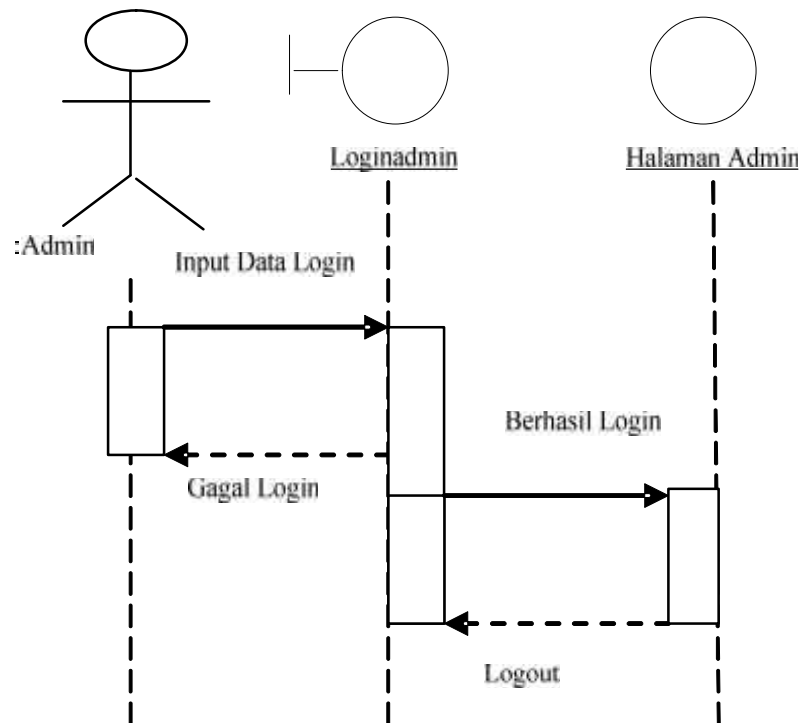 Loginadmin
Halaman Admin
:Admin
Input Data Login
Berhasil Login
Gagal Login
Logout